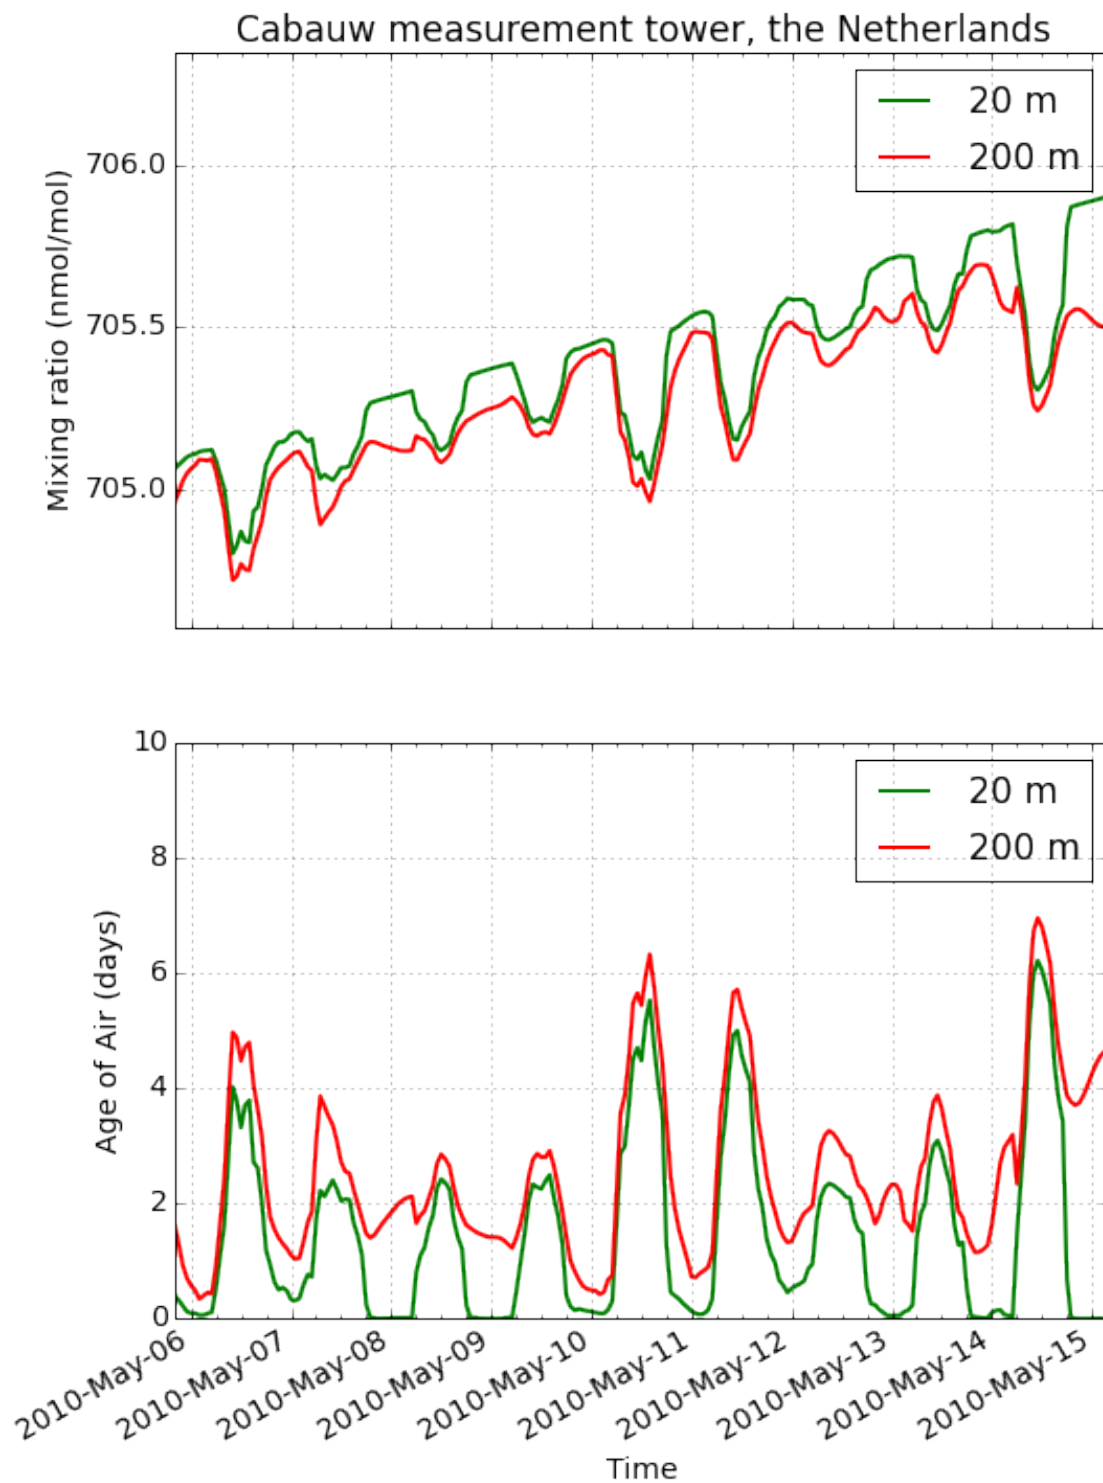 Cabauw measurement tower, the Netherlands
20 m
200 m
706.0
705.5
705.0
Mixing ratio (nmol/mol)
20 m
200 m
10
8
6
4
2
0
Age of Air (days)
2010-May-06
2010-May-07
2010-May-08
2010-May-09
2010-May-10
2010-May-11
2010-May-12
2010-May-13
2010-May-14
2010-May-15
Time